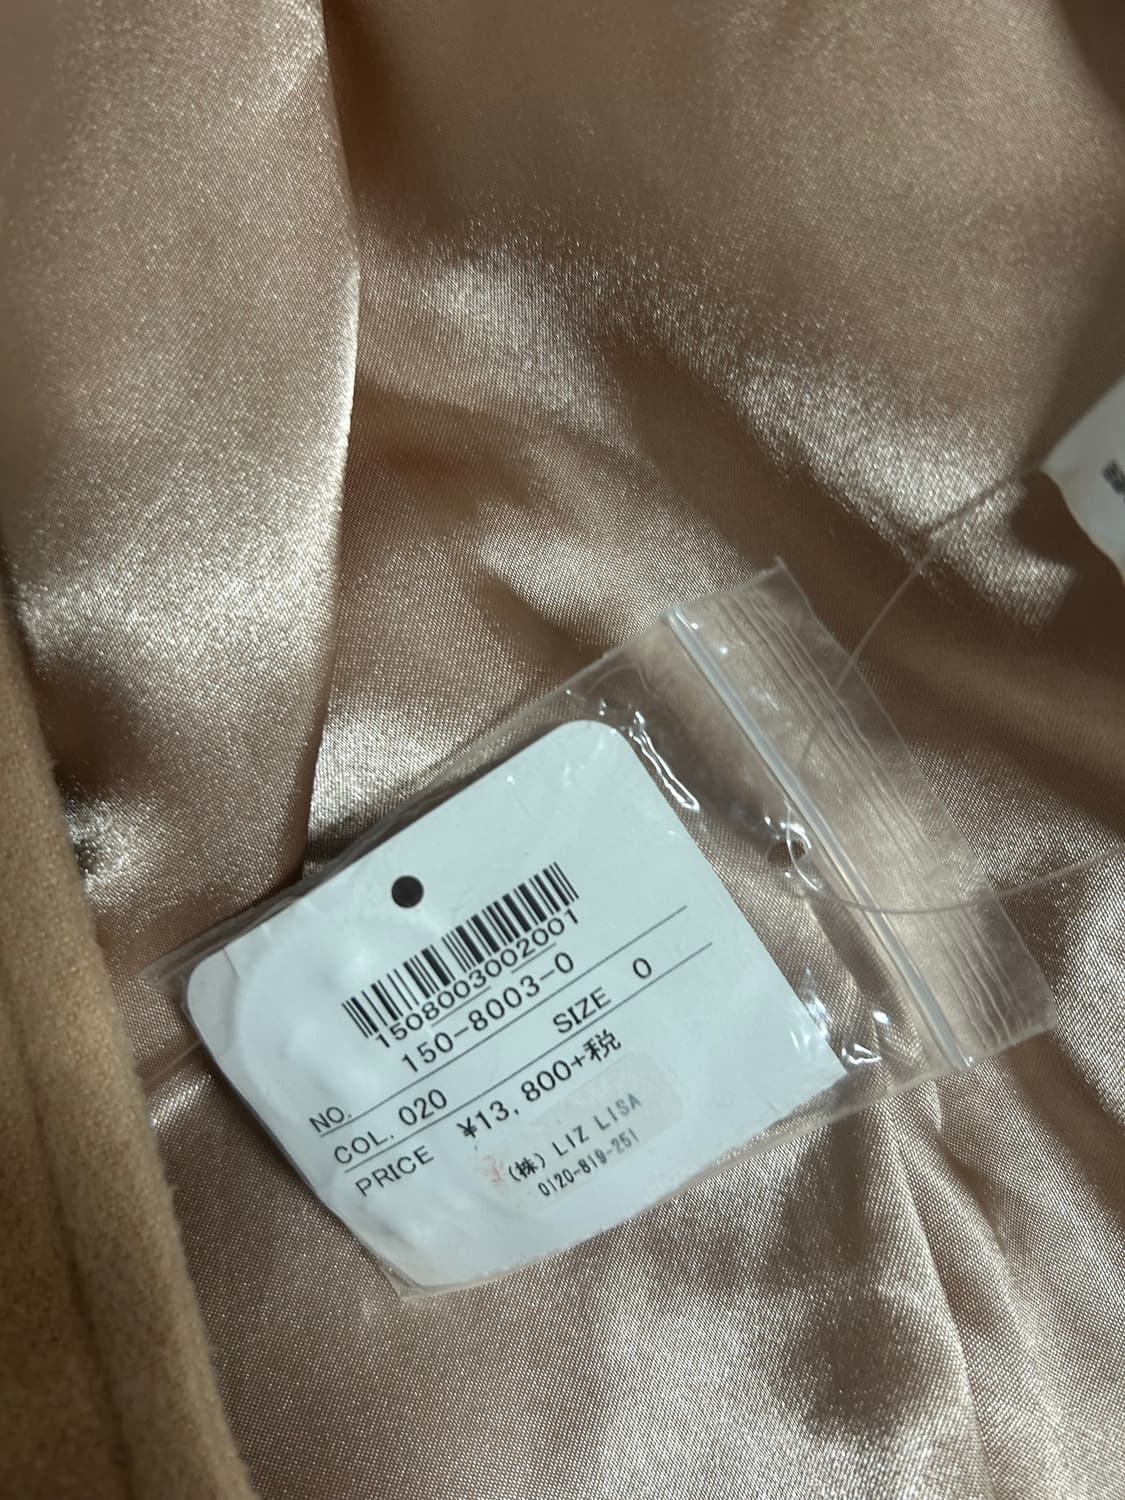 1508003002001
NO. 150-8003-0
COL. 020 SIZE 0
PRICE ¥13,800+税
(株) LIZ LISA
0120-819-251